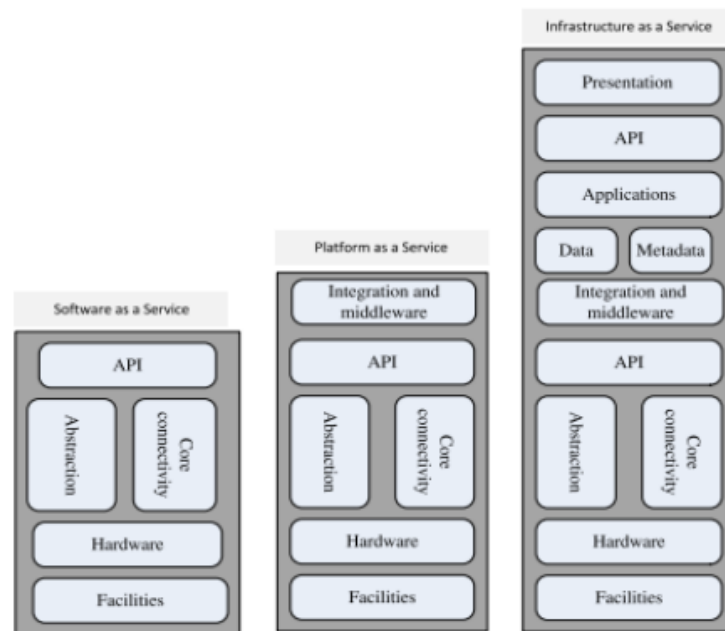 Software as a Service
API
Abstraction
Core
connectivity
Hardware
Facilities
Platform as a Service
Integration and
middleware
API
Abstraction
Core
connectivity
Hardware
Facilities
Infrastructure as a Service
Presentation
API
Applications
Data
Metadata
Integration and
middleware
API
Abstraction
Core
connectivity
Hardware
Facilities